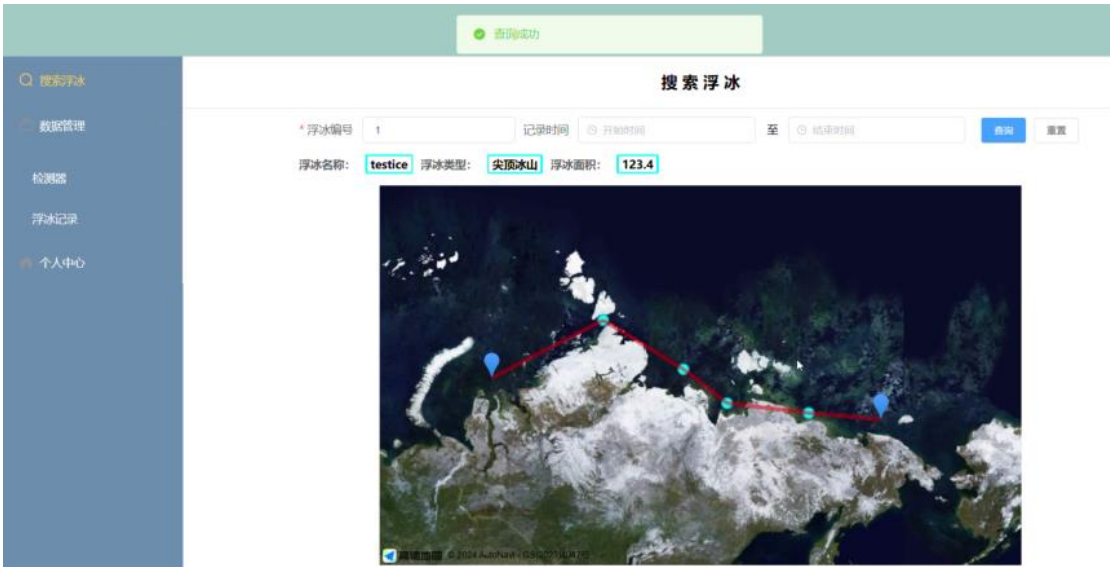 查询成功
搜索浮冰
搜索浮冰
数据管理
* 浮冰编号 1 记录时间 开始时间 至 结束时间 查询 重置
浮冰名称: testice 浮冰类型: 尖顶冰山 浮冰面积: 123.4
检测器
浮冰记录
个人中心
高德地图 © 2024 AutoNavi